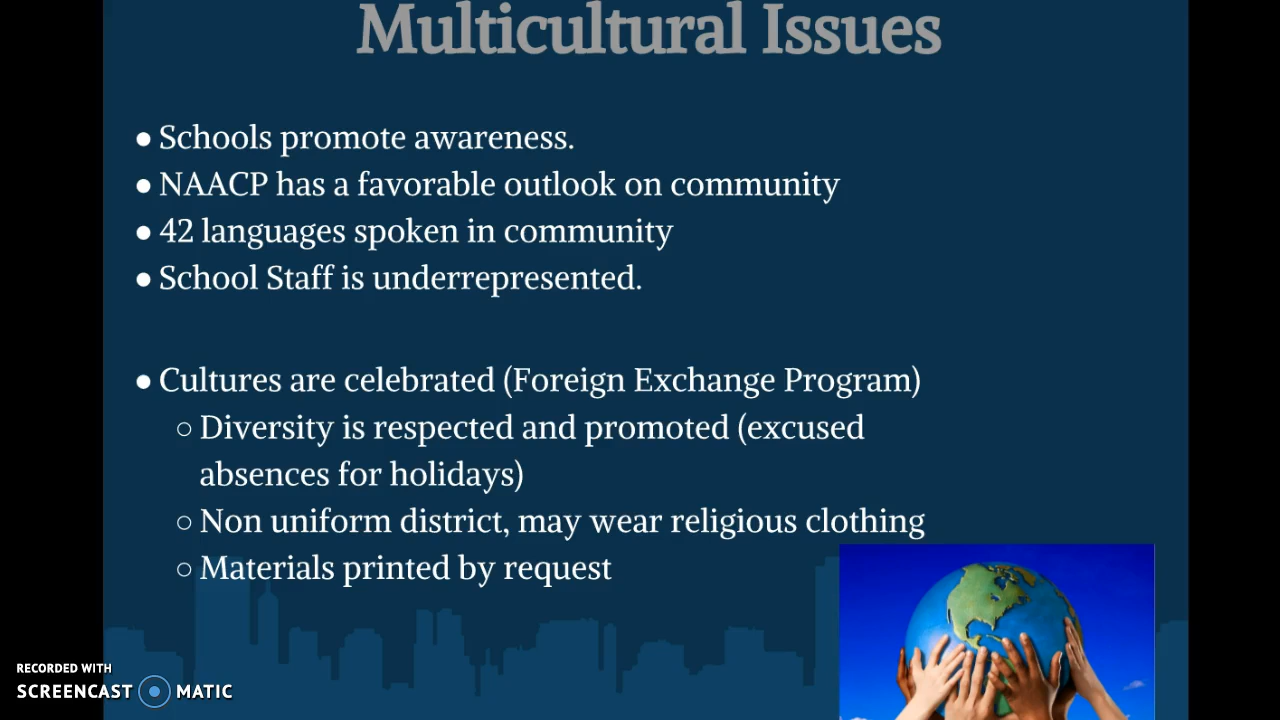 Multicultural Issues
● Schools promote awareness.
● NAACP has a favorable outlook on community
● 42 languages spoken in community
● School Staff is underrepresented.
● Cultures are celebrated (Foreign Exchange Program)
○ Diversity is respected and promoted (excused
absences for holidays)
○ Non uniform district, may wear religious clothing
○ Materials printed by request
RECORDED WITH
SCREENCAST MATIC